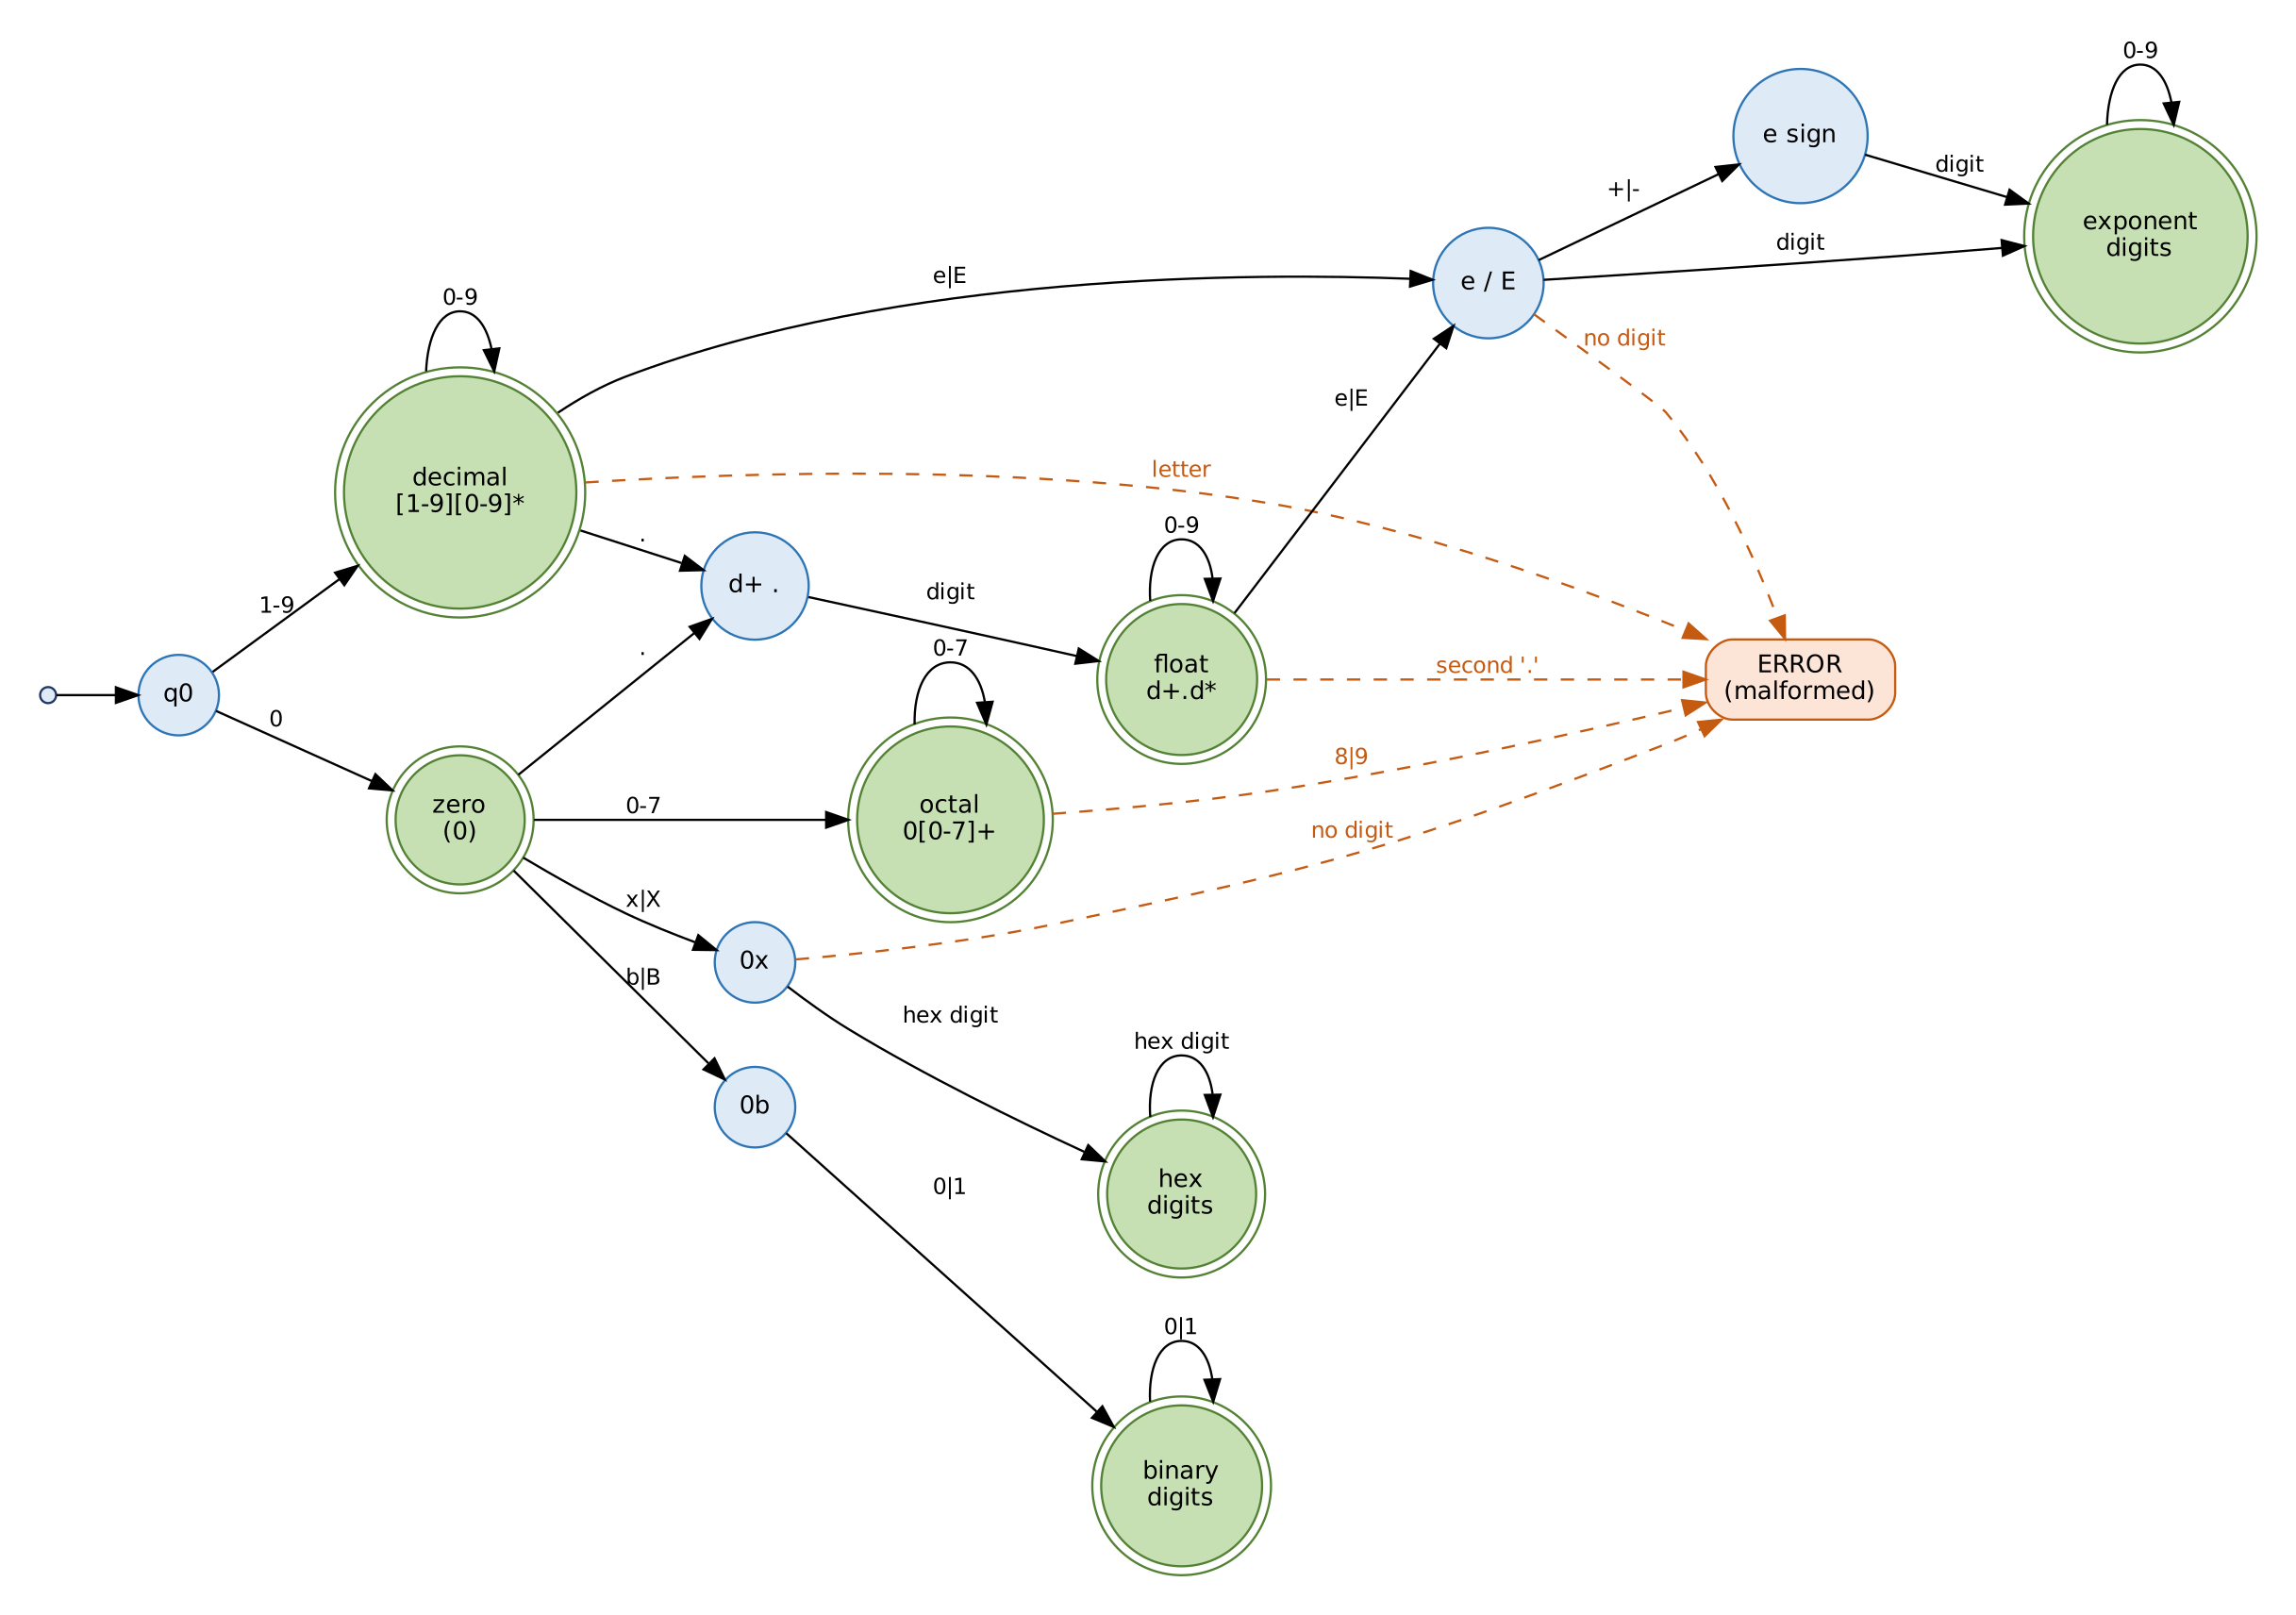 0-9
e sign
digit
+|-
exponent
digits
digit
e|E
e / E
0-9
no digit
e|E
decimal
[1-9][0-9]*
letter
.
0-9
d+ .
digit
1-9
.
0-7
float
d+.d*
second '.'
ERROR
(malformed)
q0
0
8|9
zero
(0)
0-7
octal
0[0-7]+
no digit
x|X
b|B
0x
hex digit
hex digit
0b
0|1
hex
digits
0|1
binary
digits